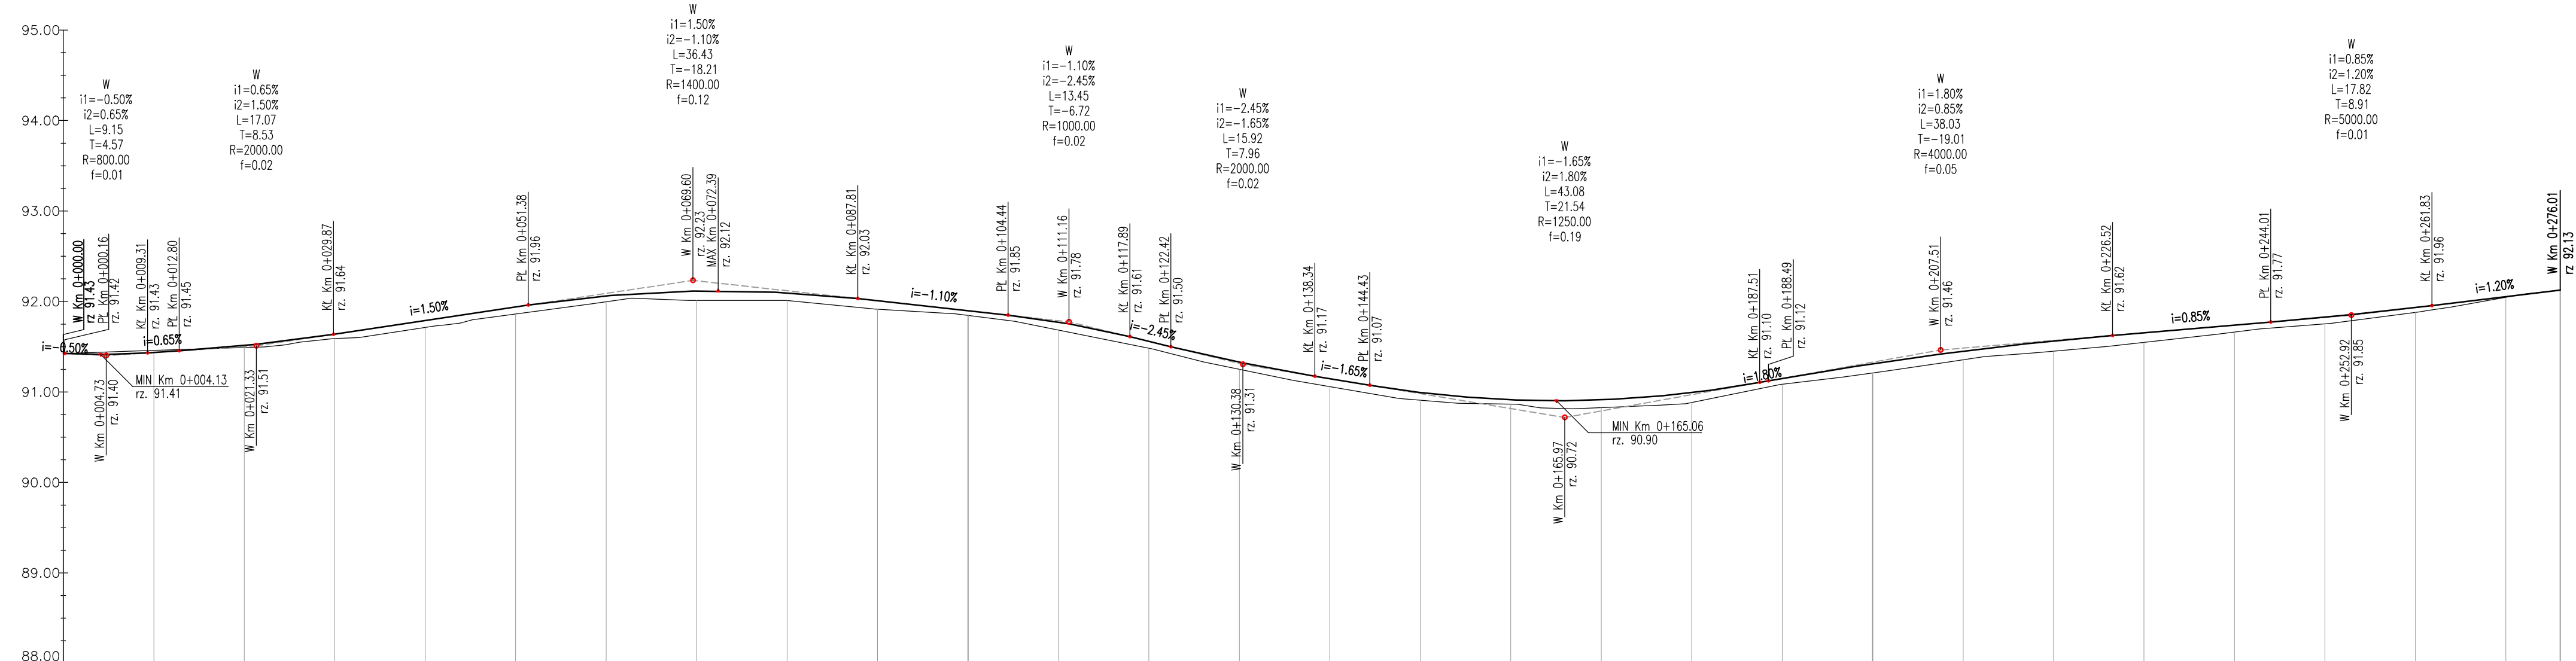 95.00
94.00
93.00
92.00
91.00
90.00
89.00
88.00
W
i1=-0.50%
i2=0.65%
L=9.15
T=4.57
R=800.00
f=0.01
W
i1=0.65%
i2=1.50%
L=17.07
T=8.53
R=2000.00
f=0.02
W
i1=1.50%
i2=-1.10%
L=36.43
T=-18.21
R=1400.00
f=0.12
W
i1=-1.10%
i2=-2.45%
L=13.45
T=-6.72
R=1000.00
f=0.02
W
i1=-2.45%
i2=-1.65%
L=15.92
T=7.96
R=2000.00
f=0.02
W
i1=-1.65%
i2=1.80%
L=43.08
T=21.54
R=1250.00
f=0.19
W
i1=1.80%
i2=0.85%
L=38.03
T=-19.01
R=4000.00
f=0.05
W
i1=0.85%
i2=1.20%
L=17.82
T=8.91
R=5000.00
f=0.01
W Km 0+000.00
rz 91.43
PŁ Km 0+000.16
rz. 91.42
i=-0.50%
W Km 0+004.73
rz. 91.40
MIN Km 0+004.13
rz. 91.41
KŁ Km 0+009.31
rz. 91.43
PŁ Km 0+012.80
rz. 91.45
i=0.65%
W Km 0+021.33
rz. 91.51
KŁ Km 0+029.87
rz. 91.64
i=1.50%
PŁ Km 0+051.38
rz. 91.96
W Km 0+069.60
rz. 92.23
MAX Km 0+072.39
rz. 92.12
KŁ Km 0+087.81
rz. 92.03
i=-1.10%
PŁ Km 0+104.44
rz. 91.85
W Km 0+111.16
rz. 91.78
KŁ Km 0+117.89
rz. 91.61
i=-2.45%
PŁ Km 0+122.42
rz. 91.50
W Km 0+130.38
rz. 91.31
KŁ Km 0+138.34
rz. 91.17
i=-1.65%
PŁ Km 0+144.43
rz. 91.07
W Km 0+165.97
rz. 90.72
MIN Km 0+165.06
rz. 90.90
KŁ Km 0+187.51
rz. 91.10
i=1.80%
PŁ Km 0+188.49
rz. 91.12
W Km 0+207.51
rz. 91.46
KŁ Km 0+226.52
rz. 91.62
i=0.85%
PŁ Km 0+244.01
rz. 91.77
W Km 0+252.92
rz. 91.85
KŁ Km 0+261.83
rz. 91.96
i=1.20%
W Km 0+276.01
rz 92.13